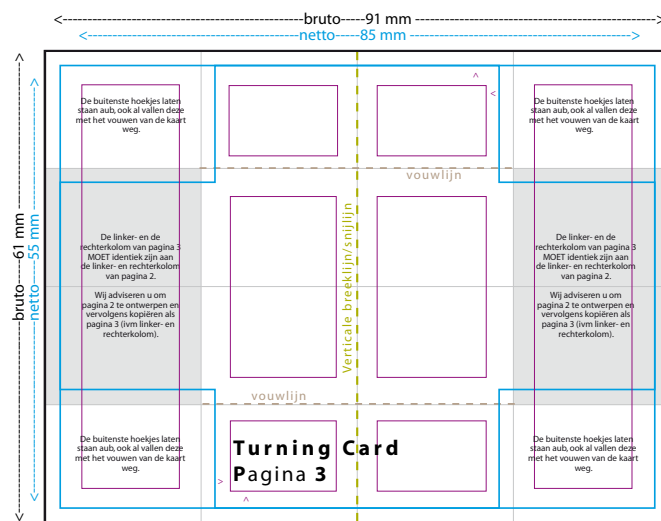 <-----bruto-----91 mm----->
<-----netto-----85 mm----->
<-----bruto-----61 mm----->
<-----netto-----55 mm----->
De buitenste hoekjes laten
staan aub, ook al vallen deze
met het vouwen van de kaart
weg.
De buitenste hoekjes laten
staan aub, ook al vallen deze
met het vouwen van de kaart
weg.
vouwlijn
De linker- en de
rechterkolom van pagina 3
MOET identiek zijn aan
de linker- en rechterkolom
van pagina 2.
Wij adviseren u om
pagina 2 te ontwerpen en
vervolgens kopiëren als
pagina 3 (ivm linker- en
rechterkolom).
Verticale breeklijn/snijlijn
De linker- en de
rechterkolom van pagina 3
MOET identiek zijn aan
de linker- en rechterkolom
van pagina 2.
Wij adviseren u om
pagina 2 te ontwerpen en
vervolgens kopiëren als
pagina 3 (ivm linker- en
rechterkolom).
vouwlijn
De buitenste hoekjes laten
staan aub, ook al vallen deze
met het vouwen van de kaart
weg.
Turning Card
Pagina 3
De buitenste hoekjes laten
staan aub, ook al vallen deze
met het vouwen van de kaart
weg.